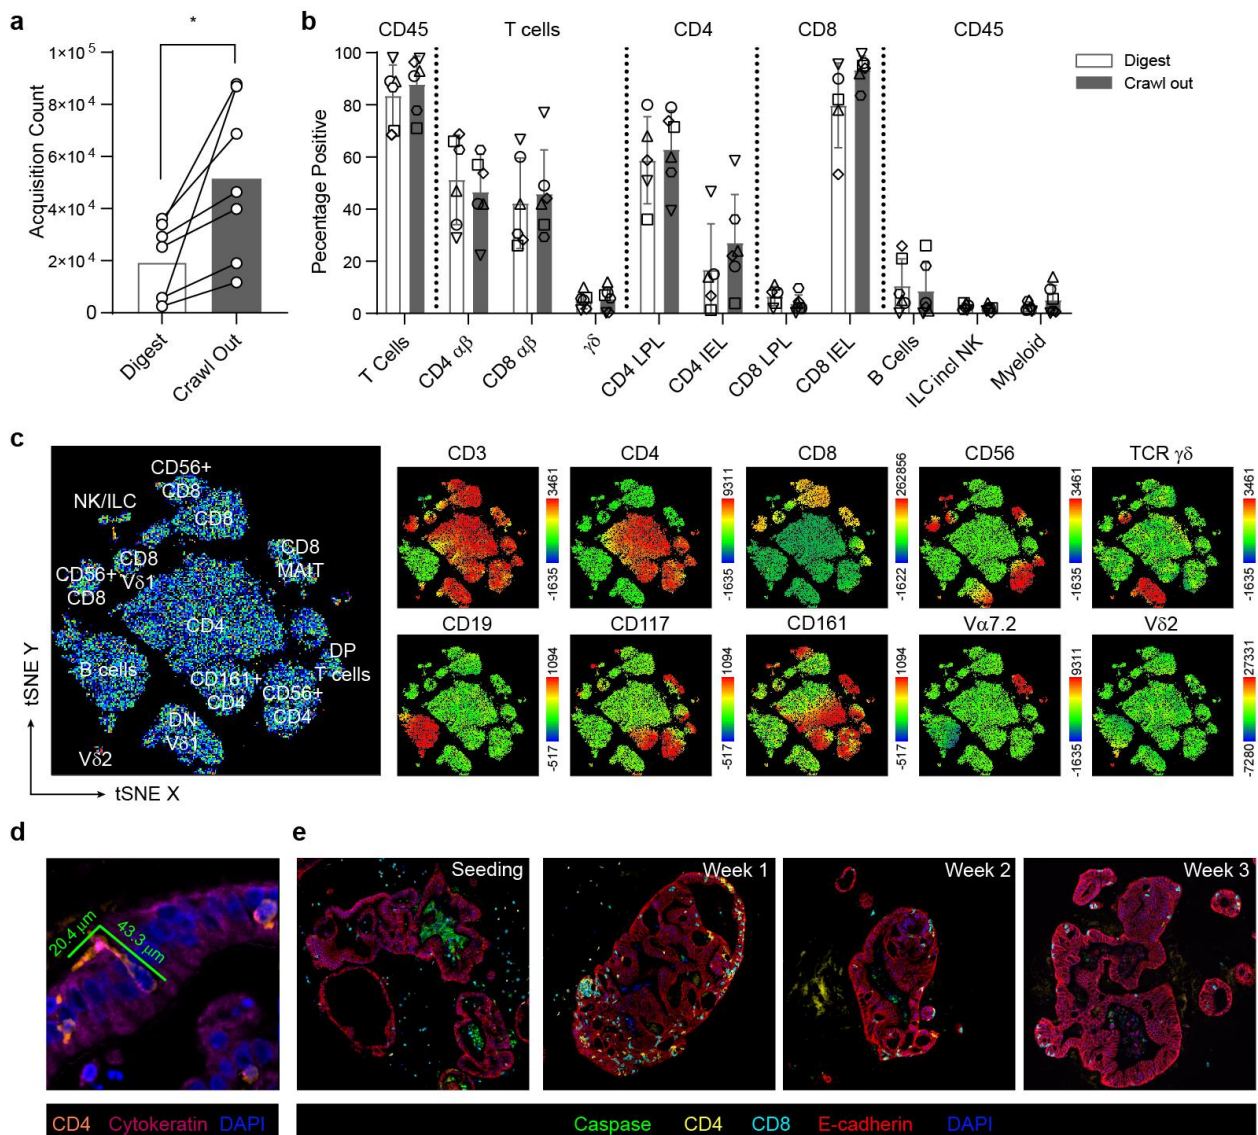 a
*
1×10⁵
8×10⁴
6×10⁴
4×10⁴
2×10⁴
0
Acquisition Count
Digest
Crawl Out
b
CD45
T cells
CD4
CD8
CD45
Digest
Crawl out
100
80
60
40
20
0
Pecentage Positive
T Cells
CD4 αβ
CD8 αβ
γδ
CD4 LPL
CD4 IEL
CD8 LPL
CD8 IEL
B Cells
ILC incl NK
Myeloid
c
CD56+
CD8
NK/ILC
CD8
CD8
Vδ1
CD8
MAIT
CD56+
CD8
CD4
B cells
DP
T cells
CD161+
CD4
CD56+
CD4
DN
Vδ1
Vδ2
tSNE Y
tSNE X
CD3
3461
-1635
CD4
9311
-1635
CD8
262856
-1622
CD56
3461
-1635
TCR γδ
3461
-1635
CD19
1094
-517
CD117
1094
-517
CD161
1094
-517
Vα7.2
9311
-1635
Vδ2
27331
-7280
d
20.4 µm
43.3 µm
CD4 Cytokeratin DAPI
e
Seeding
Week 1
Week 2
Week 3
Caspase CD4 CD8 E-cadherin DAPI